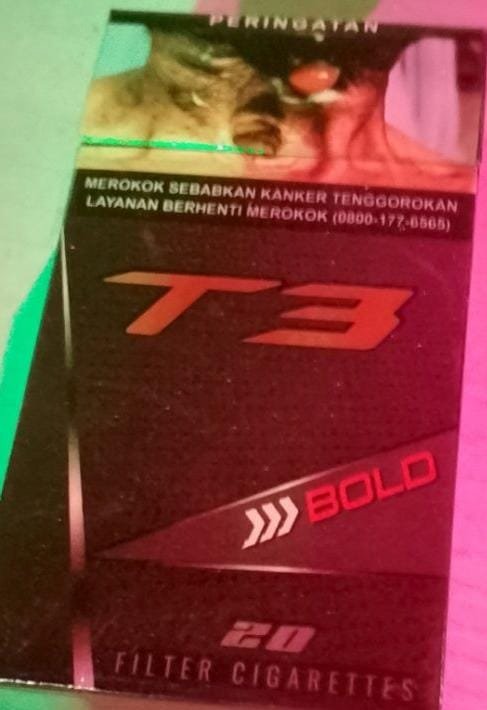 PERINGATAN
MEROKOK SEBABKAN KANKER TENGGOROKAN
LAYANAN BERHENTI MEROKOK (0800-177-6565)
T3
BOLD
20
FILTER CIGARETTES